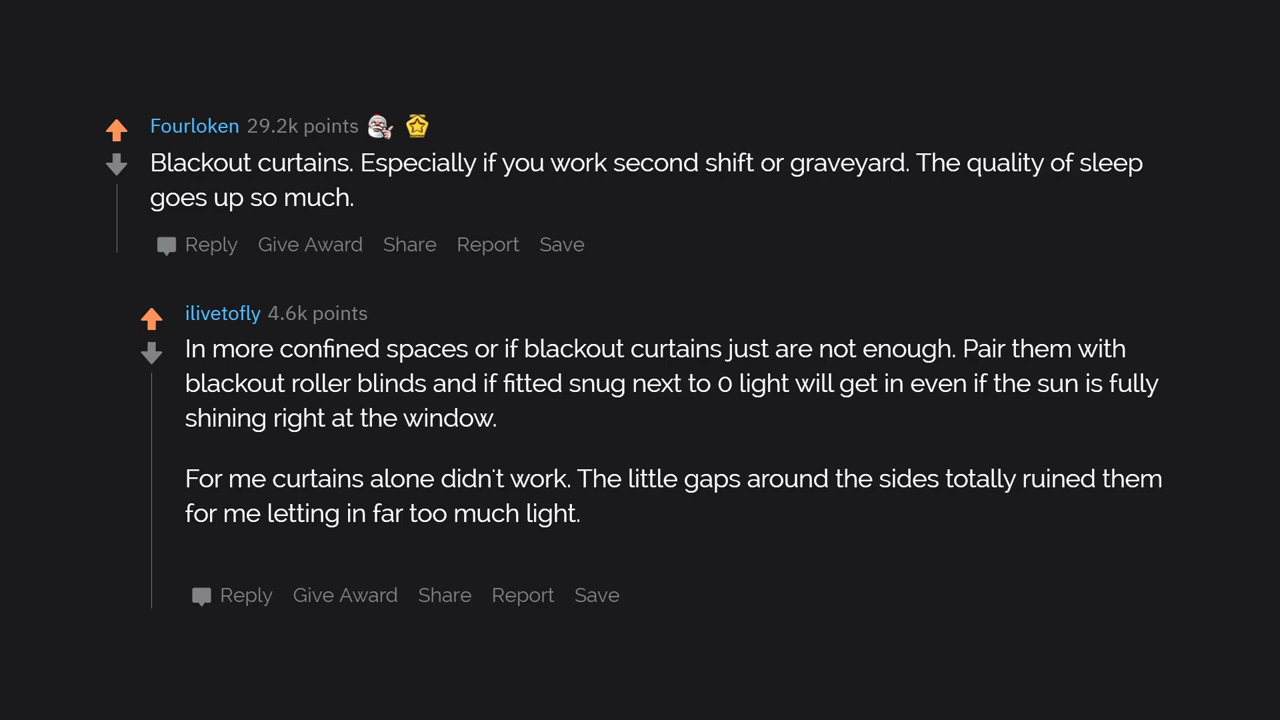 Fourloken 29.2k points
Blackout curtains. Especially if you work second shift or graveyard. The quality of sleep
goes up so much.
Reply Give Award Share Report Save
ilivetofly 4.6k points
In more confined spaces or if blackout curtains just are not enough. Pair them with
blackout roller blinds and if fitted snug next to 0 light will get in even if the sun is fully
shining right at the window.
For me curtains alone didn't work. The little gaps around the sides totally ruined them
for me letting in far too much light.
Reply Give Award Share Report Save